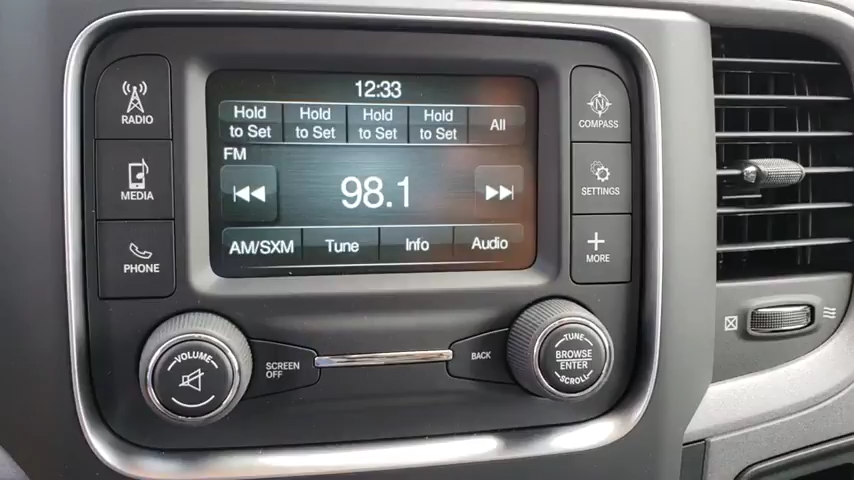 12:33
Hold to Set Hold to Set Hold to Set Hold to Set All
FM
98.1
AM/SXM Tune Info Audio
RADIO
MEDIA
PHONE
N
COMPASS
SETTINGS
MORE
VOLUME
SCREEN
OFF
BACK
TUNE
BROWSE
ENTER
SCROLL